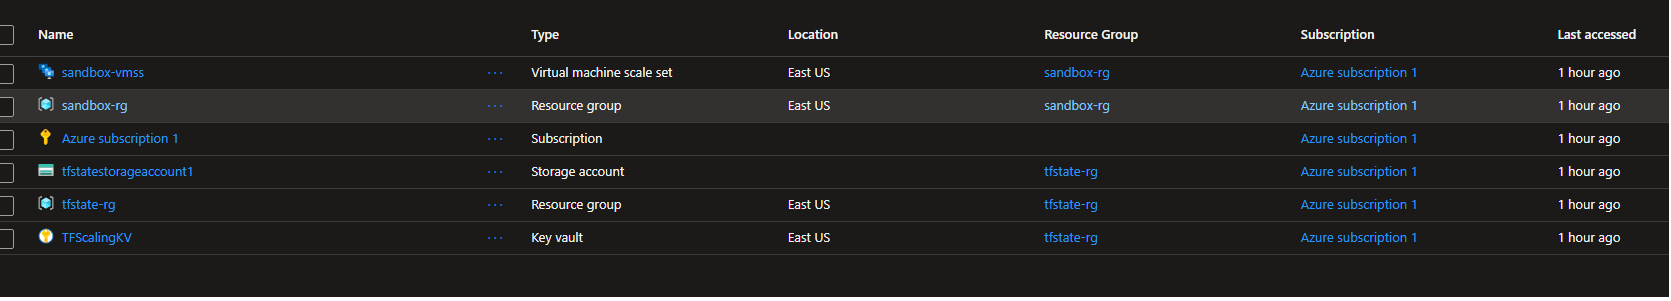 Name Type Location Resource Group Subscription Last accessed
sandbox-vmss ... Virtual machine scale set East US sandbox-rg Azure subscription 1 1 hour ago
sandbox-rg ... Resource group East US sandbox-rg Azure subscription 1 1 hour ago
Azure subscription 1 ... Subscription Azure subscription 1 1 hour ago
tfstatestorageaccount1 ... Storage account tfstate-rg Azure subscription 1 1 hour ago
tfstate-rg ... Resource group East US tfstate-rg Azure subscription 1 1 hour ago
TFScalingKV ... Key vault East US tfstate-rg Azure subscription 1 1 hour ago